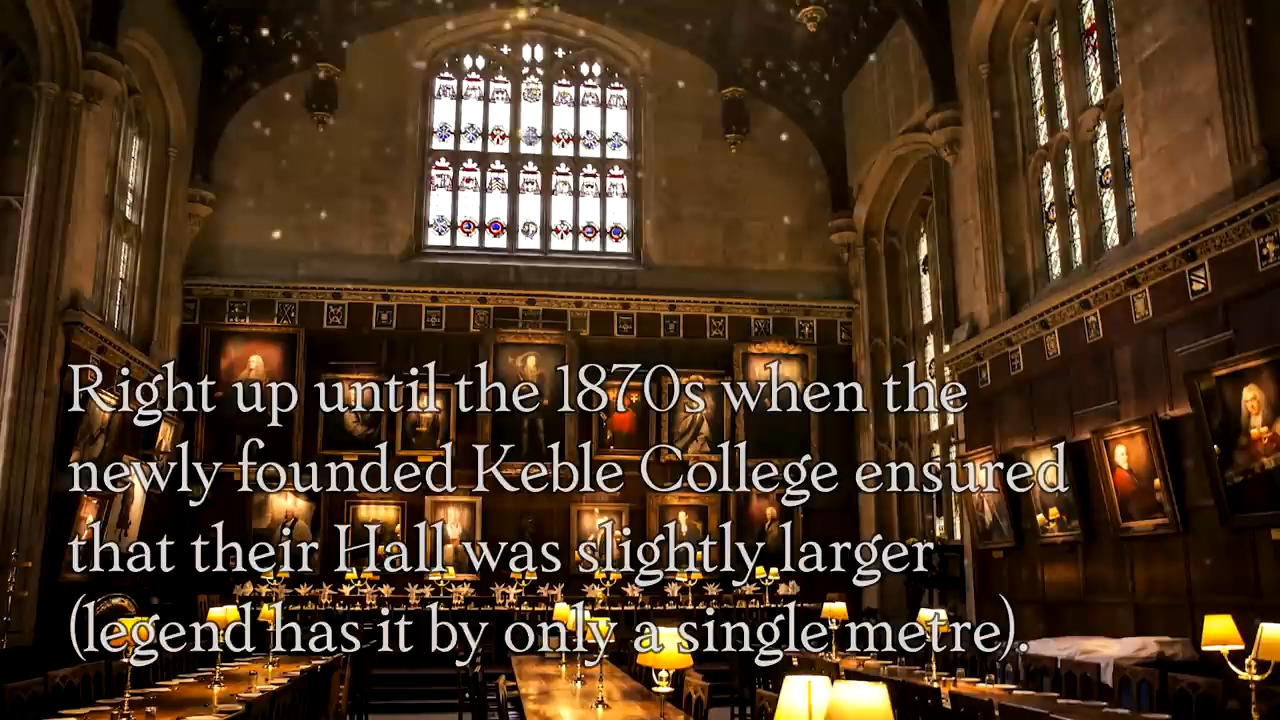 Right up until the 1870s when the
newly founded Keble College ensured
that their Hall was slightly larger
(legend has it by only a single metre).